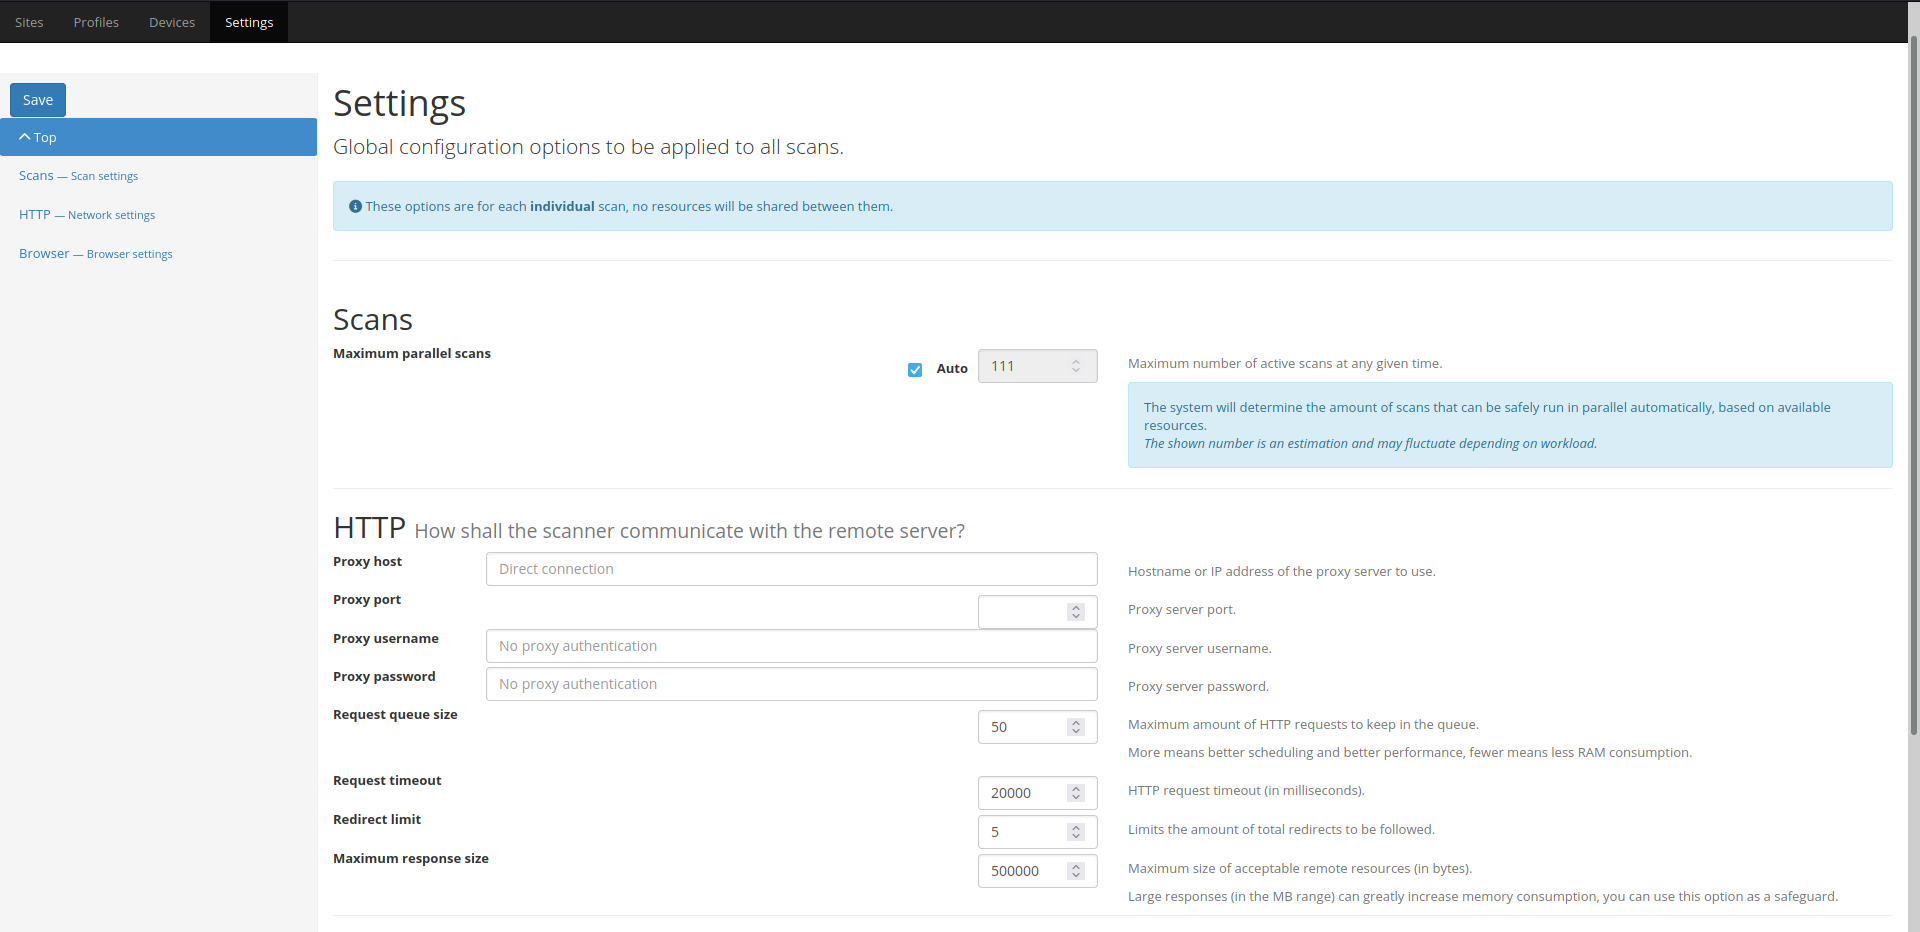 Sites Profiles Devices Settings
Save
Top
Scans — Scan settings
HTTP — Network settings
Browser — Browser settings
Settings
Global configuration options to be applied to all scans.
These options are for each individual scan, no resources will be shared between them.
Scans
Maximum parallel scans Auto 111 Maximum number of active scans at any given time.
The system will determine the amount of scans that can be safely run in parallel automatically, based on available
resources.
The shown number is an estimation and may fluctuate depending on workload.
HTTP How shall the scanner communicate with the remote server?
Proxy host Direct connection Hostname or IP address of the proxy server to use.
Proxy port Proxy server port.
Proxy username No proxy authentication Proxy server username.
Proxy password No proxy authentication Proxy server password.
Request queue size 50 Maximum amount of HTTP requests to keep in the queue.
More means better scheduling and better performance, fewer means less RAM consumption.
Request timeout 20000 HTTP request timeout (in milliseconds).
Redirect limit 5 Limits the amount of total redirects to be followed.
Maximum response size 500000 Maximum size of acceptable remote resources (in bytes).
Large responses (in the MB range) can greatly increase memory consumption, you can use this option as a safeguard.